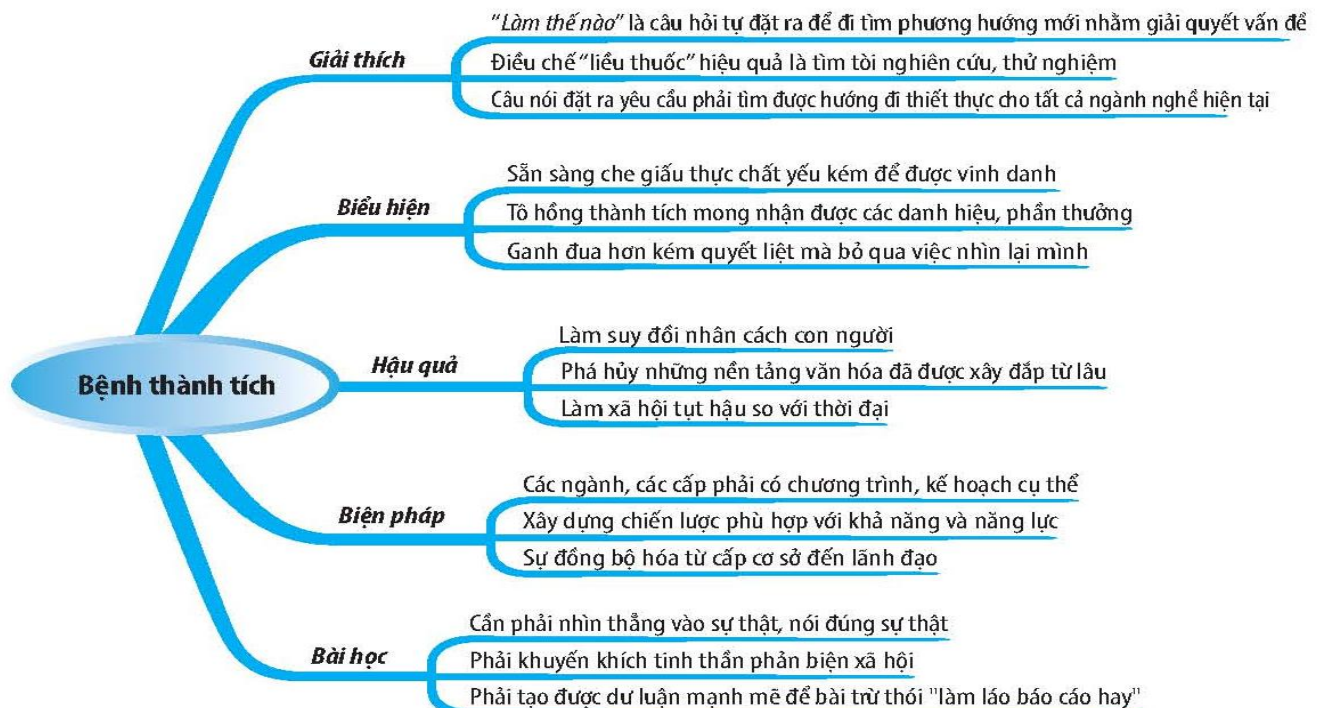 "Làm thế nào" là câu hỏi tự đặt ra để đi tìm phương hướng mới nhằm giải quyết vấn đề
Giải thích
Điều chế "liều thuốc" hiệu quả là tìm tòi nghiên cứu, thử nghiệm
Câu nói đặt ra yêu cầu phải tìm được hướng đi thiết thực cho tất cả ngành nghề hiện tại
Sẵn sàng che giấu thực chất yếu kém để được vinh danh
Biểu hiện
Tô hồng thành tích mong nhận được các danh hiệu, phần thưởng
Ganh đua hơn kém quyết liệt mà bỏ qua việc nhìn lại mình
Bệnh thành tích
Làm suy đồi nhân cách con người
Hậu quả
Phá hủy những nền tảng văn hóa đã được xây đắp từ lâu
Làm xã hội tụt hậu so với thời đại
Các ngành, các cấp phải có chương trình, kế hoạch cụ thể
Biện pháp
Xây dựng chiến lược phù hợp với khả năng và năng lực
Sự đồng bộ hóa từ cấp cơ sở đến lãnh đạo
Cần phải nhìn thẳng vào sự thật, nói đúng sự thật
Bài học
Phải khuyến khích tinh thần phản biện xã hội
Phải tạo được dư luận mạnh mẽ để bài trừ thói "làm láo báo cáo hay"